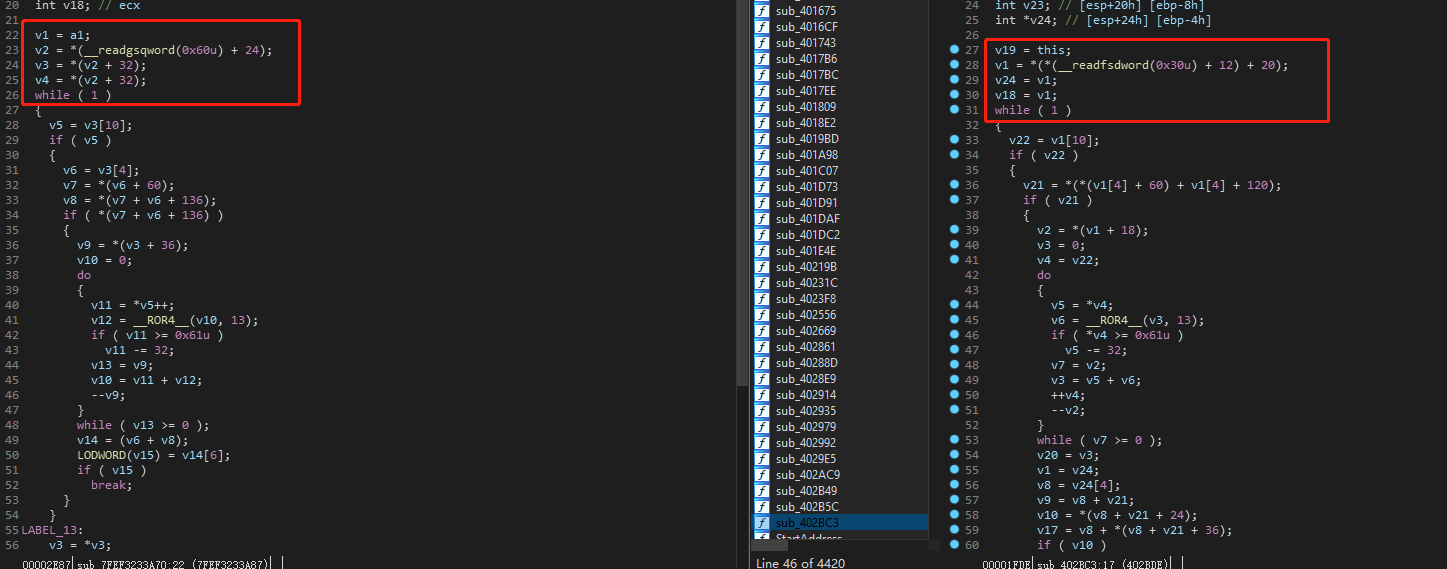 20 int v18; // ecx
21
22 v1 = a1;
23 v2 = *(__readgsqword(0x60u) + 24);
24 v3 = *(v2 + 32);
25 v4 = *(v2 + 32);
26 while ( 1 )
27 {
28 v5 = v3[10];
29 if ( v5 )
30 {
31 v6 = v3[4];
32 v7 = *(v6 + 60);
33 v8 = *(v7 + v6 + 136);
34 if ( *(v7 + v6 + 136) )
35 {
36 v9 = *(v3 + 36);
37 v10 = 0;
38 do
39 {
40 v11 = *v5++;
41 v12 = __ROR4__(v10, 13);
42 if ( v11 >= 0x61u )
43 v11 -= 32;
44 v13 = v9;
45 v10 = v11 + v12;
46 --v9;
47 }
48 while ( v13 >= 0 );
49 v14 = (v6 + v8);
50 LODWORD(v15) = v14[6];
51 if ( v15 )
52 break;
53 }
54 }
55 LABEL_13:
56 v3 = *v3;
00002E87 sub_7FEF3233A70:22 (7FEF3233A87)
f sub_401675
f sub_4016CF
f sub_401743
f sub_4017B6
f sub_4017BC
f sub_4017EE
f sub_401809
f sub_4018E2
f sub_4019BD
f sub_401A98
f sub_401C07
f sub_401D73
f sub_401D91
f sub_401DAF
f sub_401DC2
f sub_401E4E
f sub_40219B
f sub_40231C
f sub_4023F8
f sub_402556
f sub_402669
f sub_402861
f sub_40288D
f sub_4028E9
f sub_402914
f sub_402935
f sub_402979
f sub_402992
f sub_4029E5
f sub_402AC9
f sub_402B49
f sub_402B5C
f sub_402BC3
f StartAddress
Line 46 of 4420
24 int v23; // [esp+20h] [ebp-8h]
25 int *v24; // [esp+24h] [ebp-4h]
26
27 v19 = this;
28 v1 = *(*(__readfsdword(0x30u) + 12) + 20);
29 v24 = v1;
30 v18 = v1;
31 while ( 1 )
32 {
33 v22 = v1[10];
34 if ( v22 )
35 {
36 v21 = *(*(v1[4] + 60) + v1[4] + 120);
37 if ( v21 )
38 {
39 v2 = *(v1 + 18);
40 v3 = 0;
41 v4 = v22;
42 do
43 {
44 v5 = *v4;
45 v6 = __ROR4__(v3, 13);
46 if ( *v4 >= 0x61u )
47 v5 -= 32;
48 v7 = v2;
49 v3 = v5 + v6;
50 ++v4;
51 --v2;
52 }
53 while ( v7 >= 0 );
54 v20 = v3;
55 v1 = v24;
56 v8 = v24[4];
57 v9 = v8 + v21;
58 v10 = *(v8 + v21 + 24);
59 v17 = v8 + *(v8 + v21 + 36);
60 if ( v10 )
00001FDE sub_402BC3:17 (402BDE)